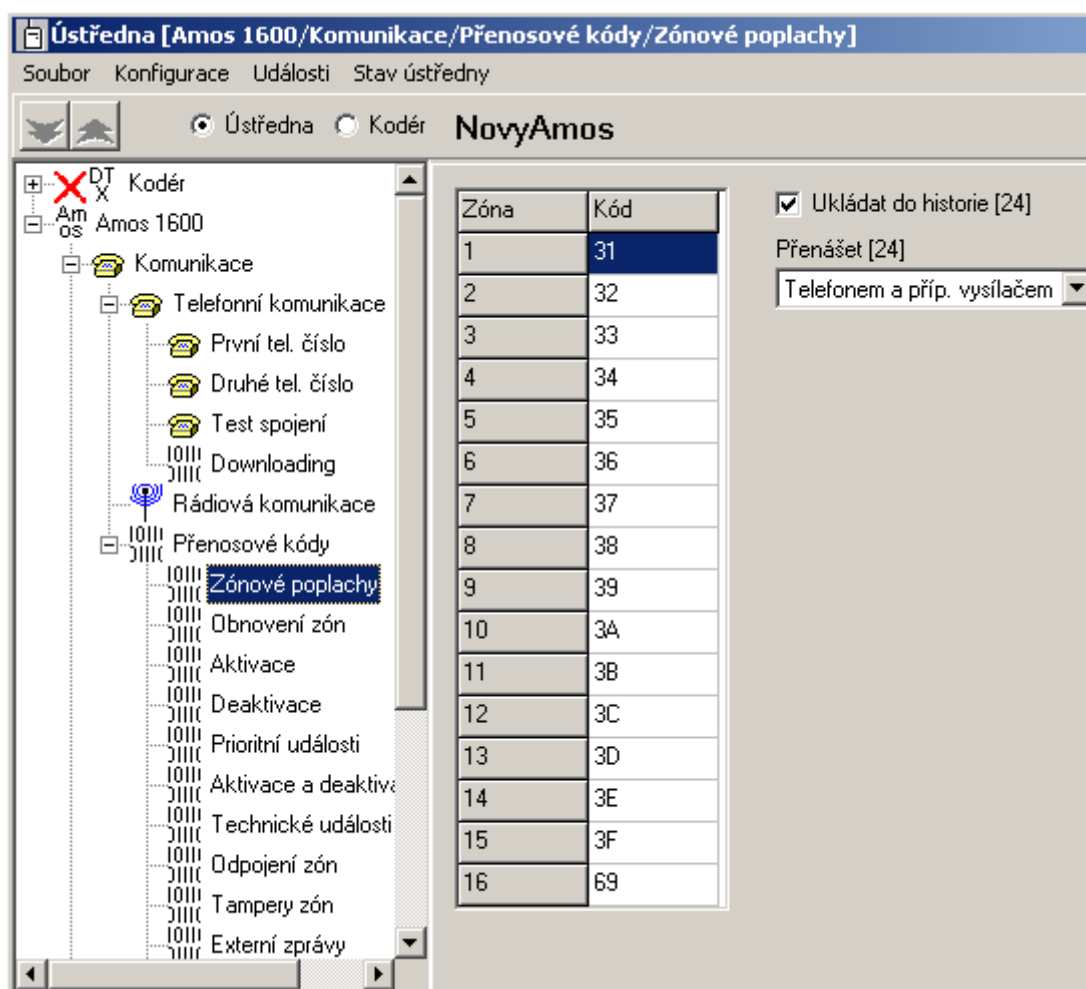 Ústředna [Amos 1600/Komunikace/Přenosové kódy/Zónové poplachy]
Soubor Konfigurace Události Stav ústředny
Ústředna Kodér NovyAmos
DT X Kodér
Am os Amos 1600
Komunikace
Telefonní komunikace
První tel. číslo
Druhé tel. číslo
Test spojení
Downloading
Rádiová komunikace
Přenosové kódy
Zónové poplachy
Obnovení zón
Aktivace
Deaktivace
Prioritní události
Aktivace a deaktiva
Technické události
Odpojení zón
Tampery zón
Externí zprávy
Zóna Kód
1 31
2 32
3 33
4 34
5 35
6 36
7 37
8 38
9 39
10 3A
11 3B
12 3C
13 3D
14 3E
15 3F
16 69
Ukládat do historie [24]
Přenášet [24]
Telefonem a příp. vysílačem